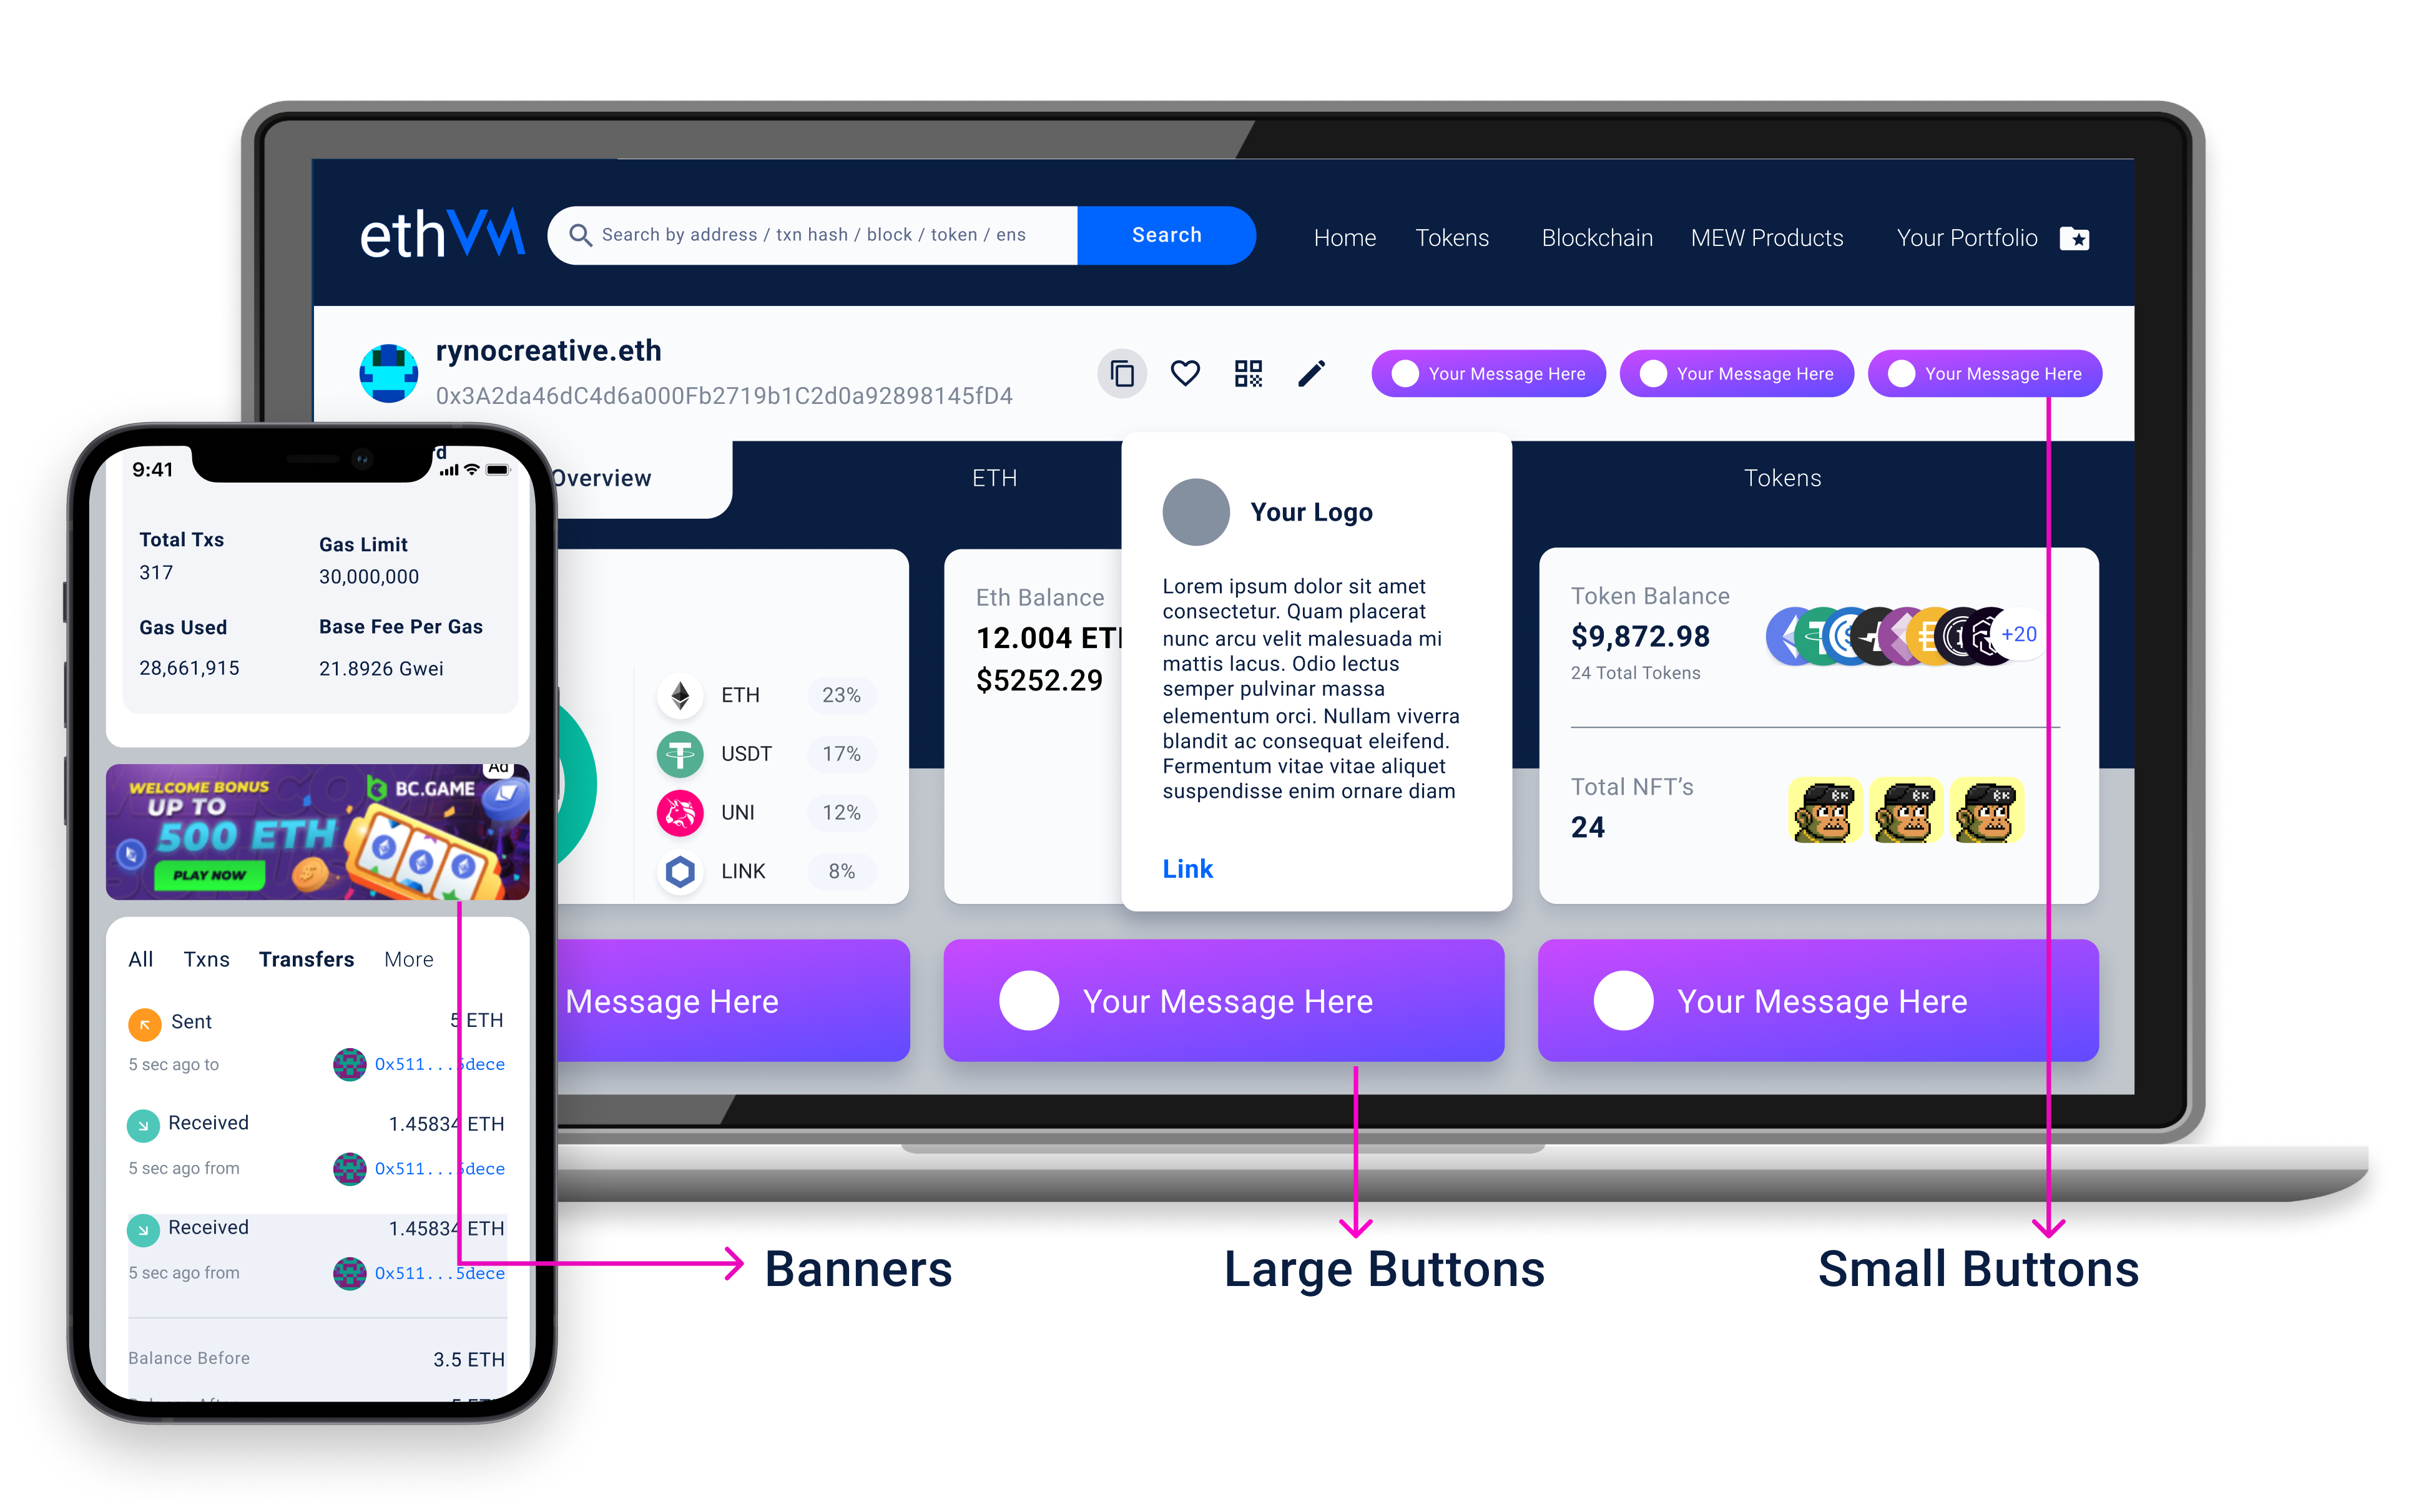 ethVM
Search by address / txn hash / block / token / ens
Search
Home
Tokens
Blockchain
MEW Products
Your Portfolio
rynocreative.eth
0x3A2da46dC4d6a000Fb2719b1C2d0a92898145fD4
Your Message Here
Your Message Here
Your Message Here
Overview
ETH
Tokens
ETH 23%
USDT 17%
UNI 12%
LINK 8%
Eth Balance
12.004 ETH
$5252.29
Your Logo
Lorem ipsum dolor sit amet
consectetur. Quam placerat
nunc arcu velit malesuada mi
mattis lacus. Odio lectus
semper pulvinar massa
elementum orci. Nullam viverra
blandit ac consequat eleifend.
Fermentum vitae vitae aliquet
suspendisse enim ornare diam
Link
Token Balance
$9,872.98
24 Total Tokens
+20
Total NFT's
24
Message Here
Your Message Here
Your Message Here
9:41
Total Txs
317
Gas Limit
30,000,000
Gas Used
28,661,915
Base Fee Per Gas
21.8926 Gwei
Ad
WELCOME BONUS
UP TO
500 ETH
PLAY NOW
BC.GAME
All
Txns
Transfers
More
Sent
5 ETH
5 sec ago to
0x511...5dece
Received
1.45834 ETH
5 sec ago from
0x511...5dece
Received
1.45834 ETH
5 sec ago from
0x511...5dece
Balance Before
3.5 ETH
Banners
Large Buttons
Small Buttons